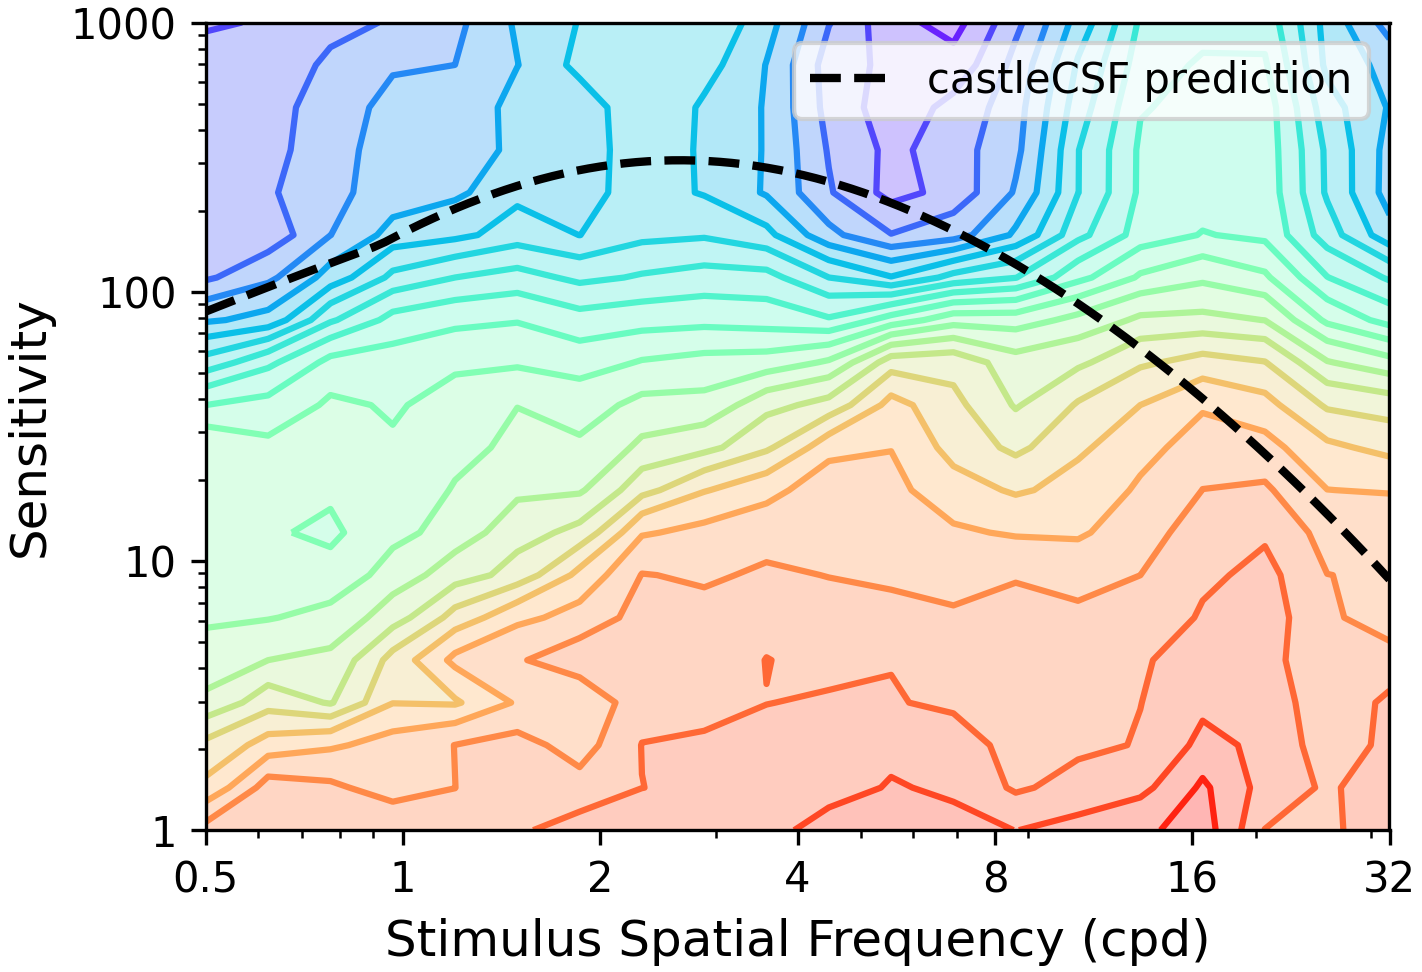 1000
castleCSF prediction
100
Sensitivity
10
1
0.5 1 2 4 8 16 32
Stimulus Spatial Frequency (cpd)